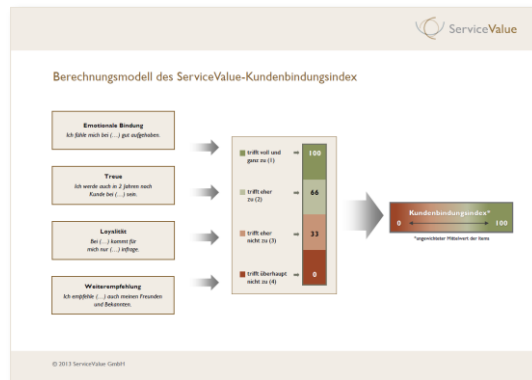 ServiceValue
Berechnungsmodell des ServiceValue-Kundenbindungsindex
Emotionale Bindung
Ich fühle mich bei (…) gut aufgehoben.
Treue
Ich werde auch in 2 Jahren noch
Kunde bei (…) sein.
Loyalität
Bei (…) kommt für
mich nur (…) infrage.
Weiterempfehlung
Ich empfehle (…) auch meinen Freunden
und Bekannten.
trifft voll und
ganz zu (1)
100
trifft eher
zu (2)
66
trifft eher
nicht zu (3)
33
trifft überhaupt
nicht zu (4)
0
Kundenbindungsindex*
0 100
*ungewichteter Mittelwert der Items
© 2013 ServiceValue GmbH